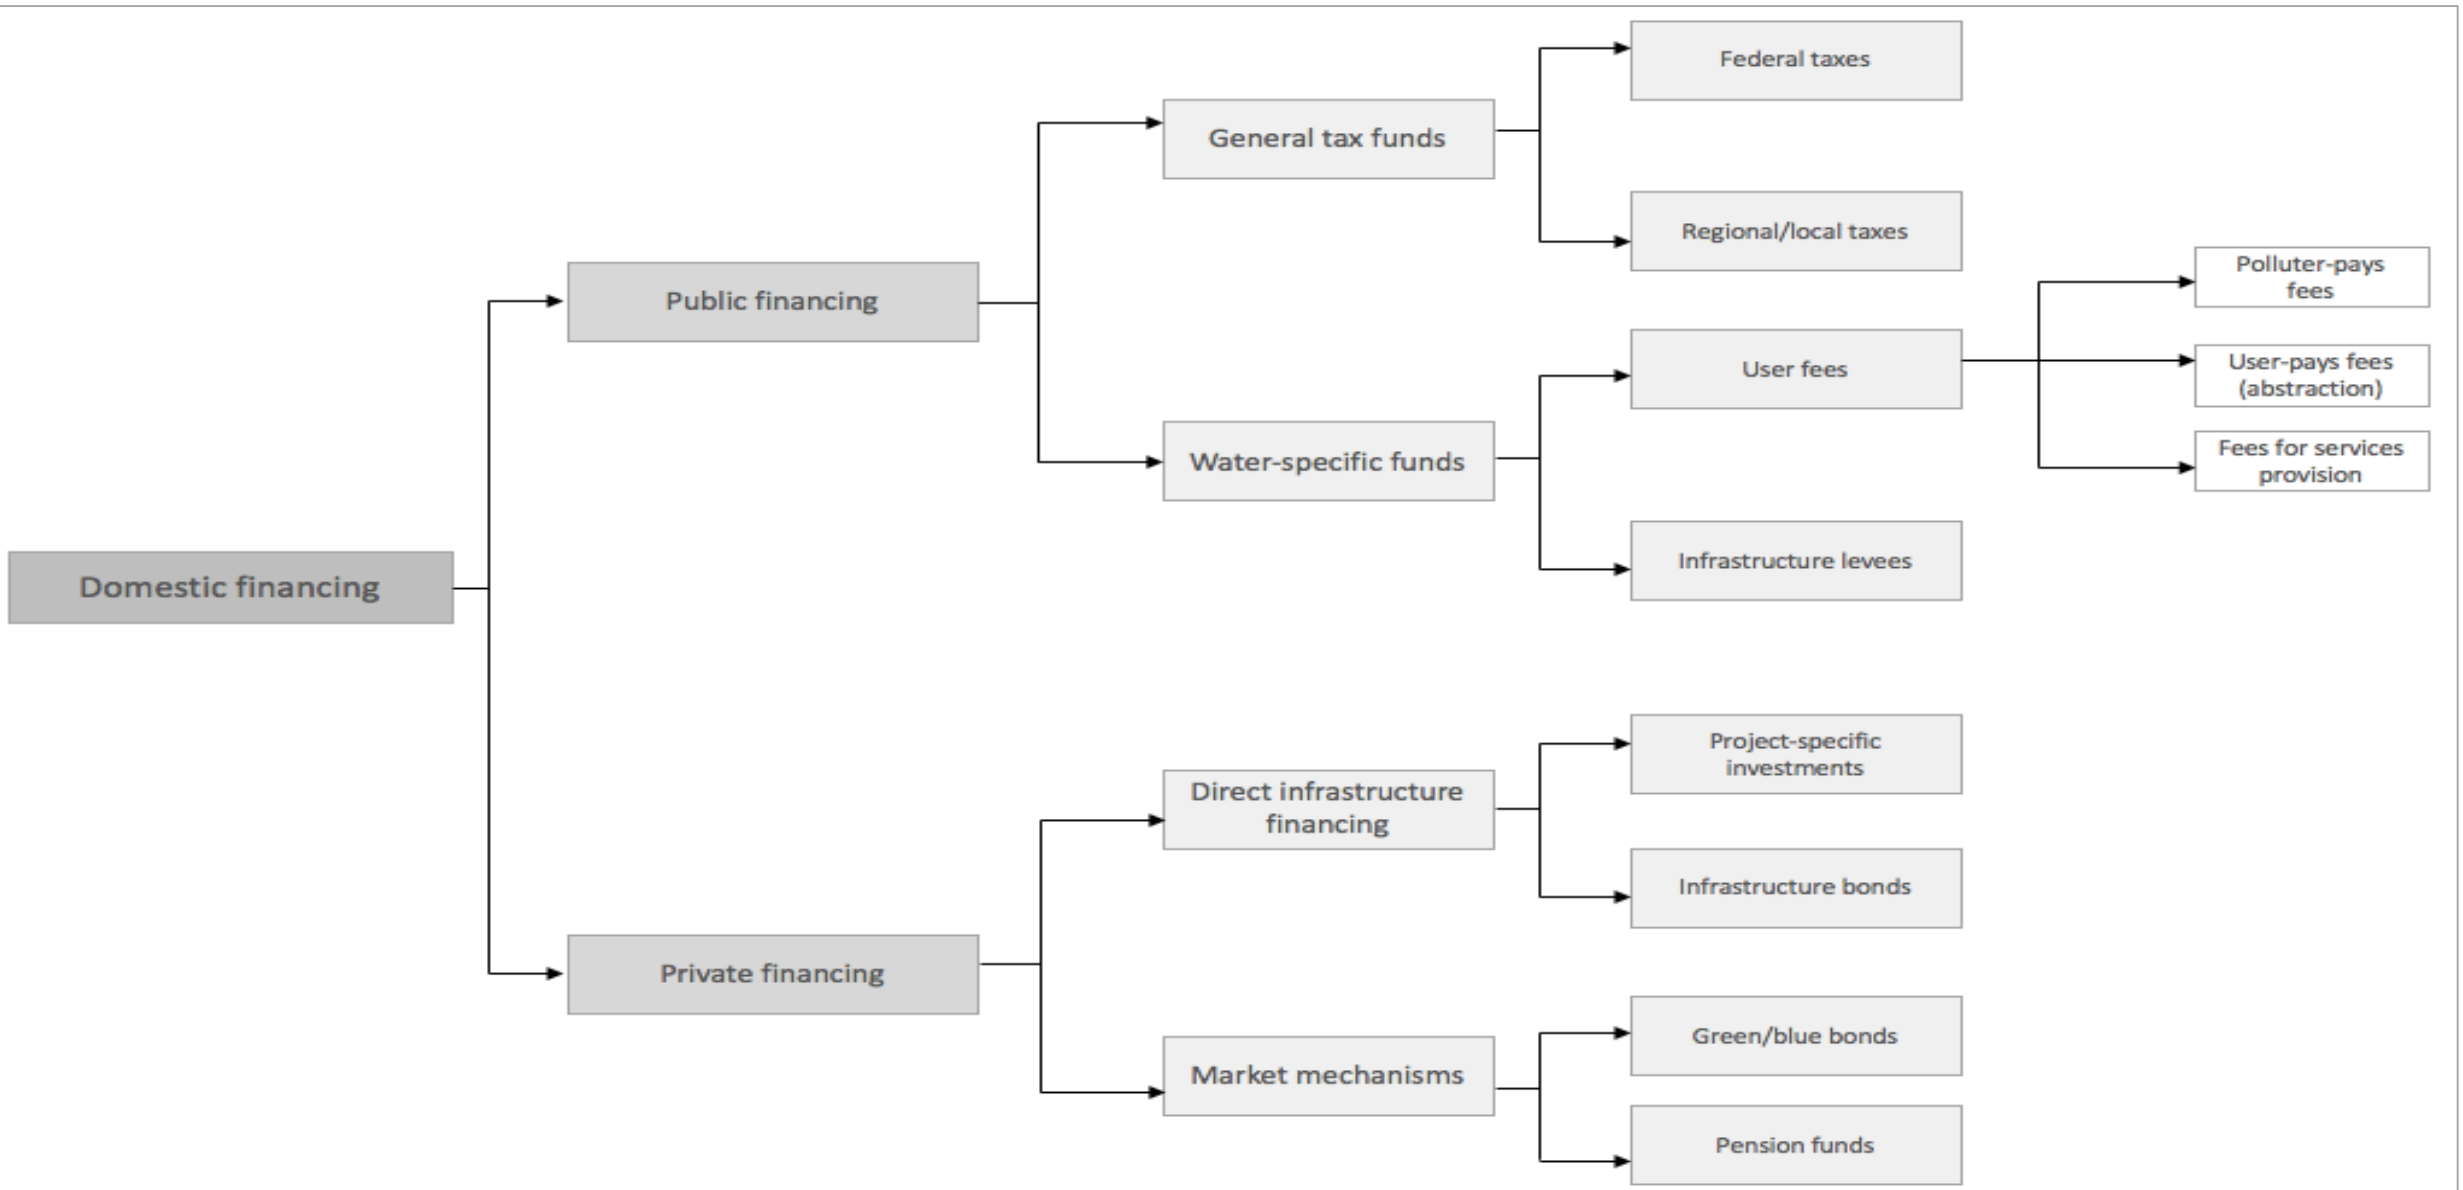 Federal taxes
General tax funds
Regional/local taxes
Public financing
Polluter-pays
fees
User fees
User-pays fees
(abstraction)
Water-specific funds
Fees for services
provision
Infrastructure levees
Domestic financing
Project-specific
investments
Direct infrastructure
financing
Infrastructure bonds
Private financing
Green/blue bonds
Market mechanisms
Pension funds